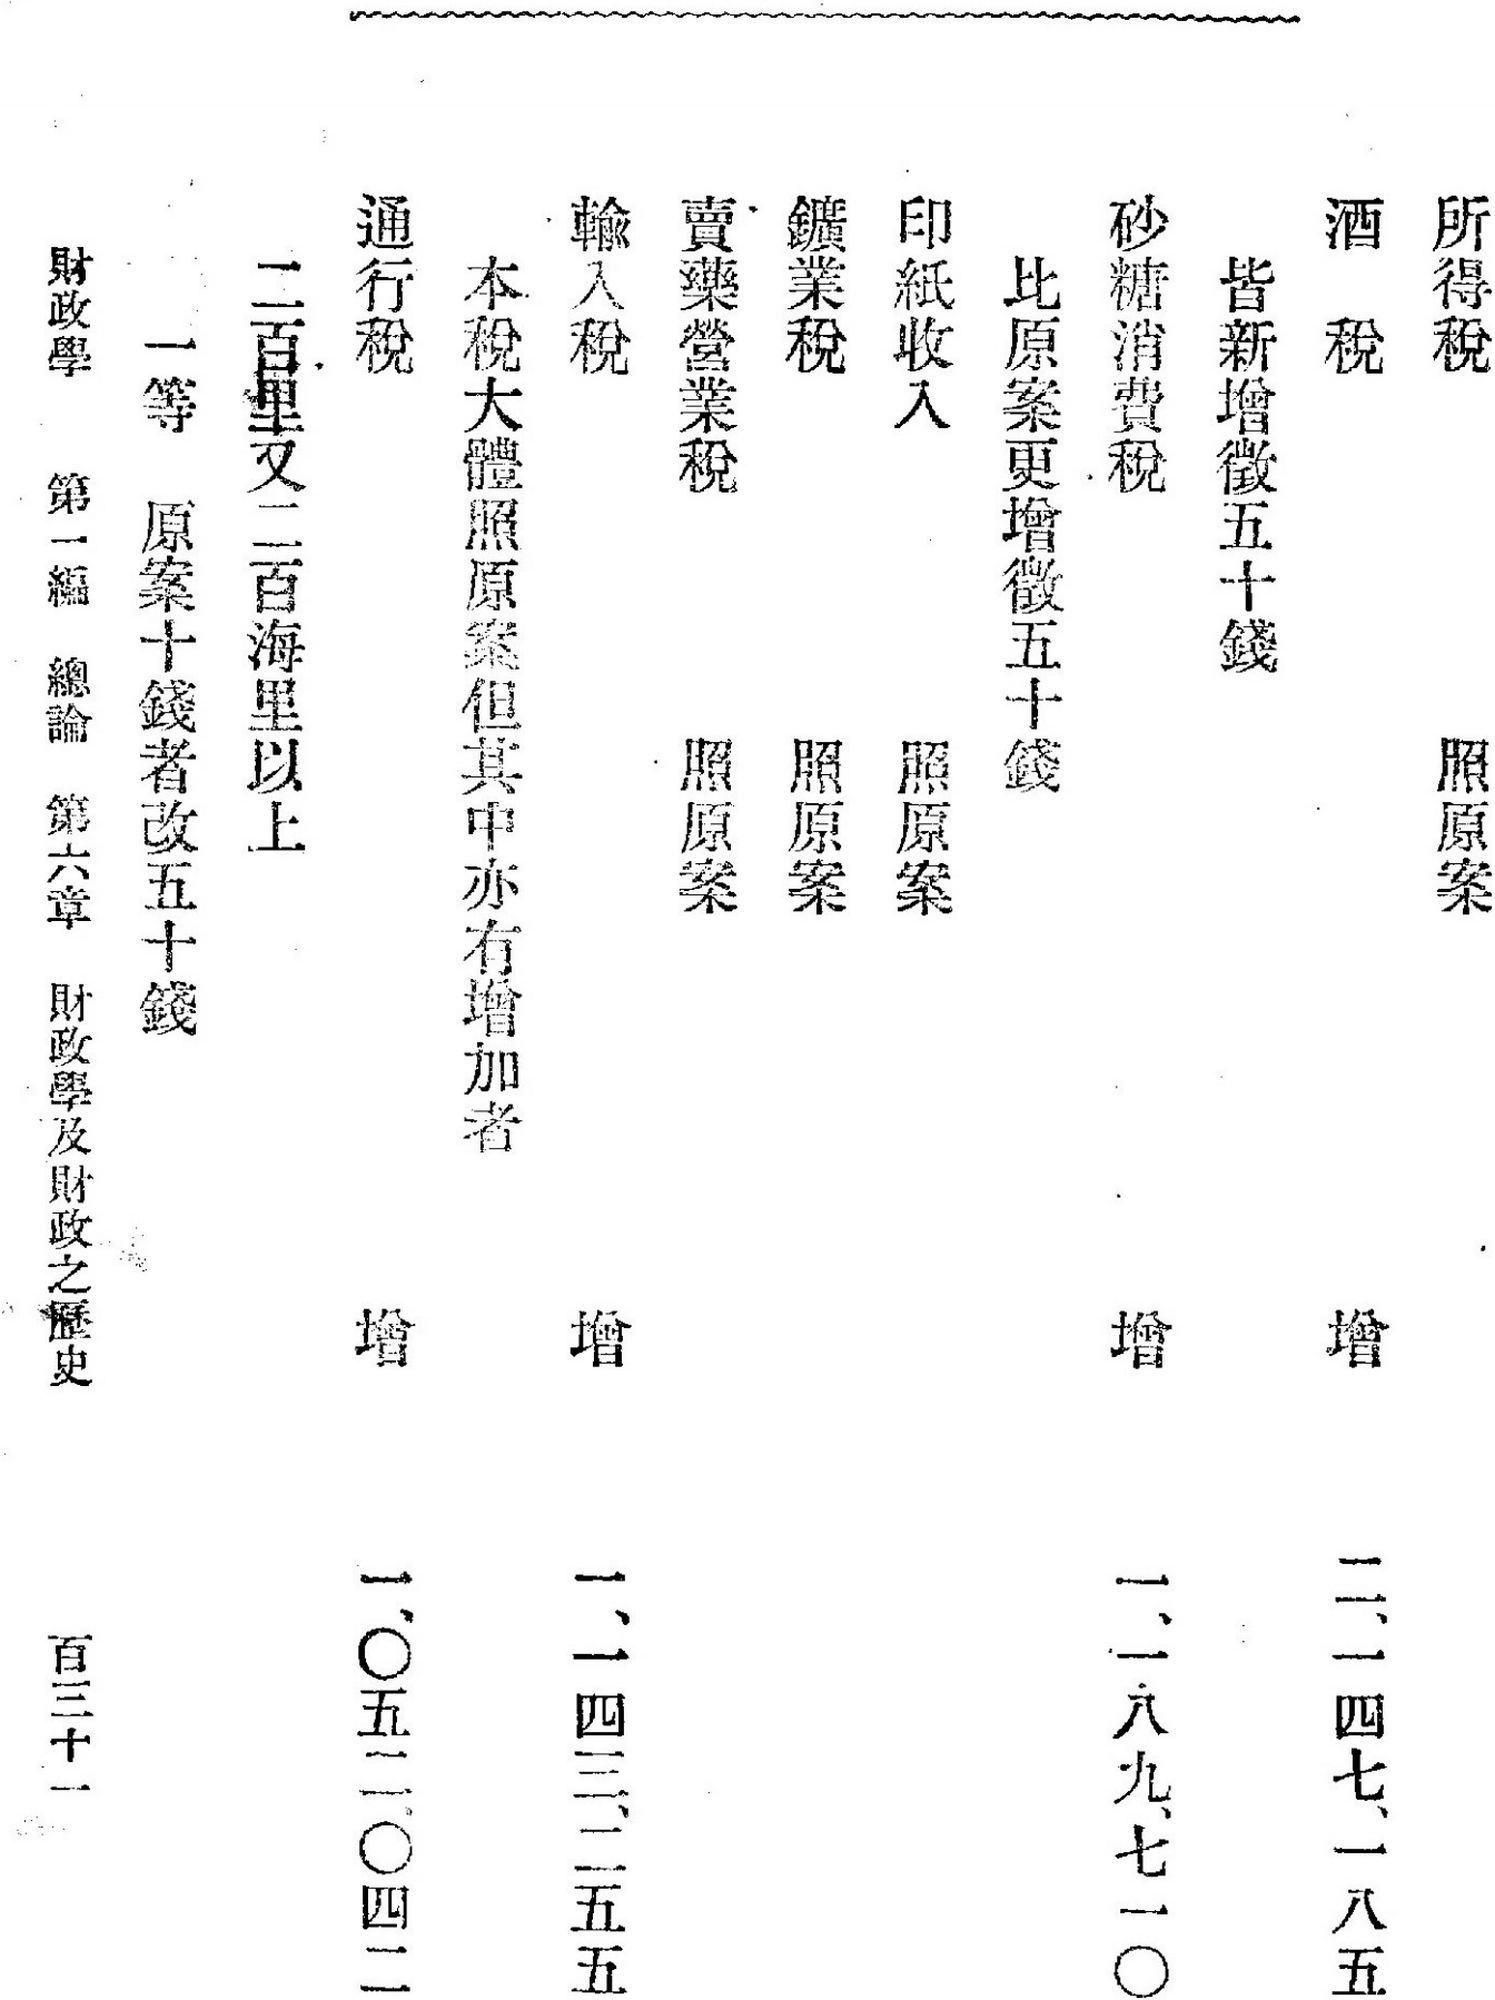 所得稅　照原案
酒　稅　增　二、一四七、一八五
皆新增徵五十錢
砂糖消費稅　增　一、一八九、七一〇
比原案更增徵五十錢
印紙收入　照原案
鑛業稅　照原案
賣藥營業稅　照原案
輸入稅　增　一、一四三、二五五
本稅大體照原案但其中亦有增加者
通行稅　增　一、〇五二、〇四二
二百里又二百海里以上
一等　原案十錢者改五十錢
財政學　第一編　總論　第六章　財政學及財政之歷史　百三十一